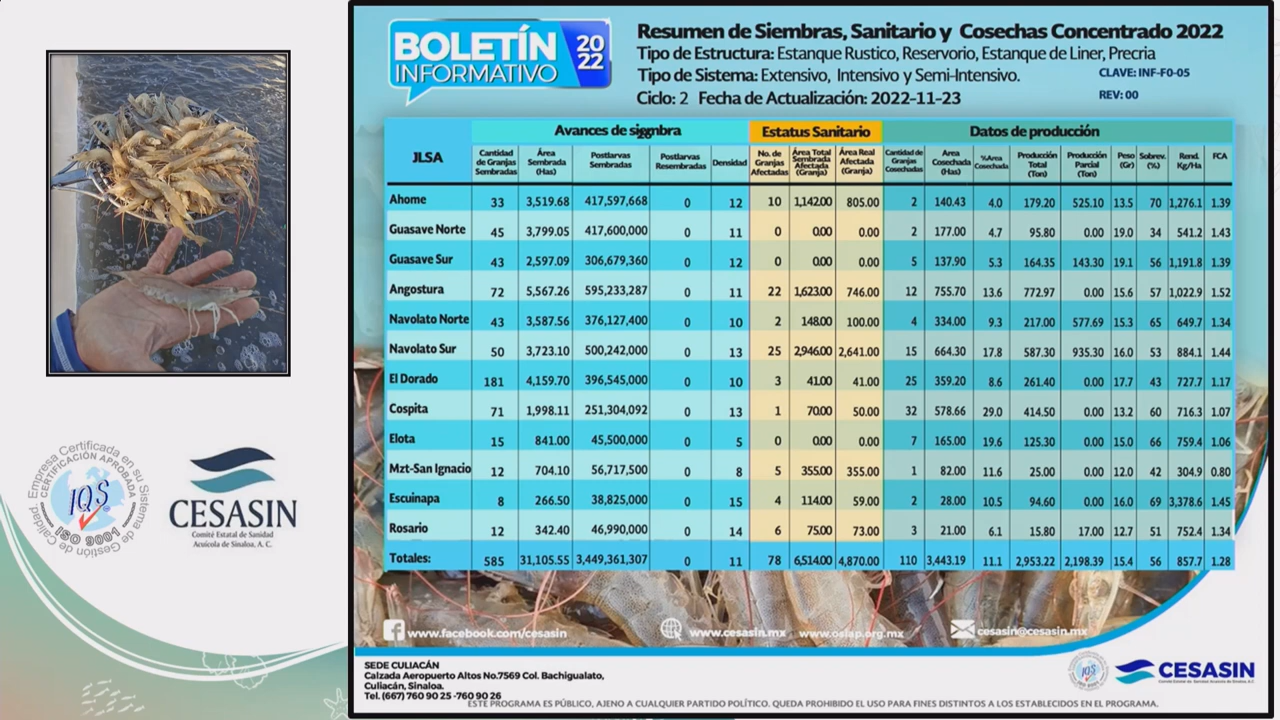 BOLETÍN
INFORMATIVO
20
22
Resumen de Siembras, Sanitario y Cosechas Concentrado 2022
Tipo de Estructura: Estanque Rustico, Reservorio, Estanque de Liner, Precria
Tipo de Sistema: Extensivo, Intensivo y Semi-Intensivo.
CLAVE: INF-F0-05
Ciclo: 2 Fecha de Actualización: 2022-11-23
REV: 00
Avances de siembra Estatus Sanitario Datos de producción
JLSA Cantidad de Granjas Sembradas Área Sembrada (Has) Postlarvas Sembradas Postlarvas Resembradas Densidad No. de Granjas Afectadas Área Total Sembrada Afectada (Granja) Área Real Afectada (Granja) Cantidad de Granjas Cosechadas Area Cosechada (Has) %Area Cosechada Producción Total (Ton) Producción Parcial (Ton) Peso (Gr) Sobrev. (%) Rend. Kg/Ha FCA
Ahome 33 3,519.68 417,597,668 0 12 10 1,142.00 805.00 2 140.43 4.0 179.20 525.10 13.5 70 1,276.1 1.39
Guasave Norte 45 3,799.05 417,600,000 0 11 0 0.00 0.00 2 177.00 4.7 95.80 0.00 19.0 34 541.2 1.43
Guasave Sur 43 2,597.09 306,679,360 0 12 0 0.00 0.00 5 137.90 5.3 164.35 143.30 19.1 56 1,191.8 1.39
Angostura 72 5,567.26 595,233,287 0 11 22 1,623.00 746.00 12 755.70 13.6 772.97 0.00 15.6 57 1,022.9 1.52
Navolato Norte 43 3,587.56 376,127,400 0 10 2 148.00 100.00 4 334.00 9.3 217.00 577.69 15.3 65 649.7 1.34
Navolato Sur 50 3,723.10 500,242,000 0 13 25 2,946.00 2,641.00 15 664.30 17.8 587.30 935.30 16.0 53 884.1 1.44
El Dorado 181 4,159.70 396,545,000 0 10 3 41.00 41.00 25 359.20 8.6 261.40 0.00 17.7 43 727.7 1.17
Cospita 71 1,998.11 251,304,092 0 13 1 70.00 50.00 32 578.66 29.0 414.50 0.00 13.2 60 716.3 1.07
Elota 15 841.00 45,500,000 0 5 0 0.00 0.00 7 165.00 19.6 125.30 0.00 15.0 66 759.4 1.06
Mzt-San Ignacio 12 704.10 56,717,500 0 8 5 355.00 355.00 1 82.00 11.6 25.00 0.00 12.0 42 304.9 0.80
Escuinapa 8 266.50 38,825,000 0 15 4 114.00 59.00 2 28.00 10.5 94.60 0.00 16.0 69 3,378.6 1.45
Rosario 12 342.40 46,990,000 0 14 6 75.00 73.00 3 21.00 6.1 15.80 17.00 12.7 51 752.4 1.34
Totales: 585 31,105.55 3,449,361,307 0 11 78 6,514.00 4,870.00 110 3,443.19 11.1 2,953.22 2,198.39 15.4 56 857.7 1.28
Empresa Certificada en su Sistema de Gestión de Calidad.
CERTIFICACIÓN APROBADA
IQS
ISO 9001
CESASIN
Comité Estatal de Sanidad
Acuícola de Sinaloa, A. C.
www.facebook.com/cesasin www.cesasin.mx www.osiap.org.mx cesasin@cesasin.mx
SEDE CULIACÁN
Calzada Aeropuerto Altos No.7569 Col. Bachigualato,
Culiacán, Sinaloa.
Tel. (667) 760 90 25 -760 90 26
IQS
CESASIN
Comité Estatal de Sanidad Acuícola de Sinaloa, A. C.
ESTE PROGRAMA ES PÚBLICO, AJENO A CUALQUIER PARTIDO POLÍTICO. QUEDA PROHIBIDO EL USO PARA FINES DISTINTOS A LOS ESTABLECIDOS EN EL PROGRAMA.